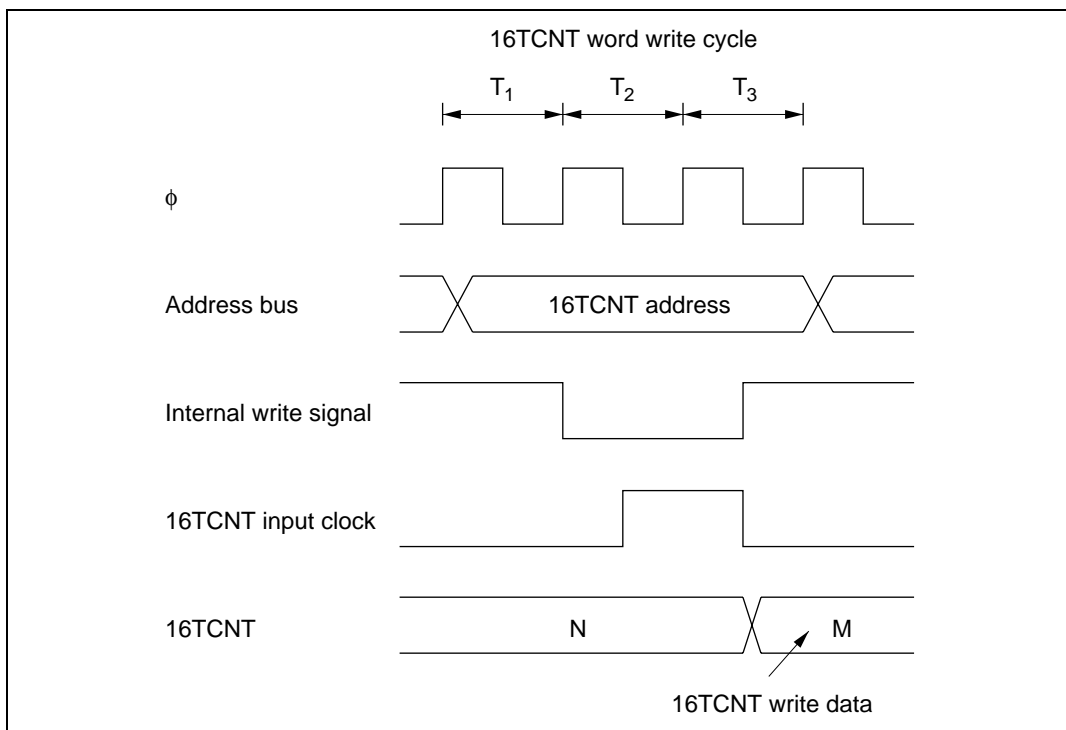 16TCNT word write cycle
T1 T2 T3
φ
Address bus
16TCNT address
Internal write signal
16TCNT input clock
16TCNT
N
M
16TCNT write data